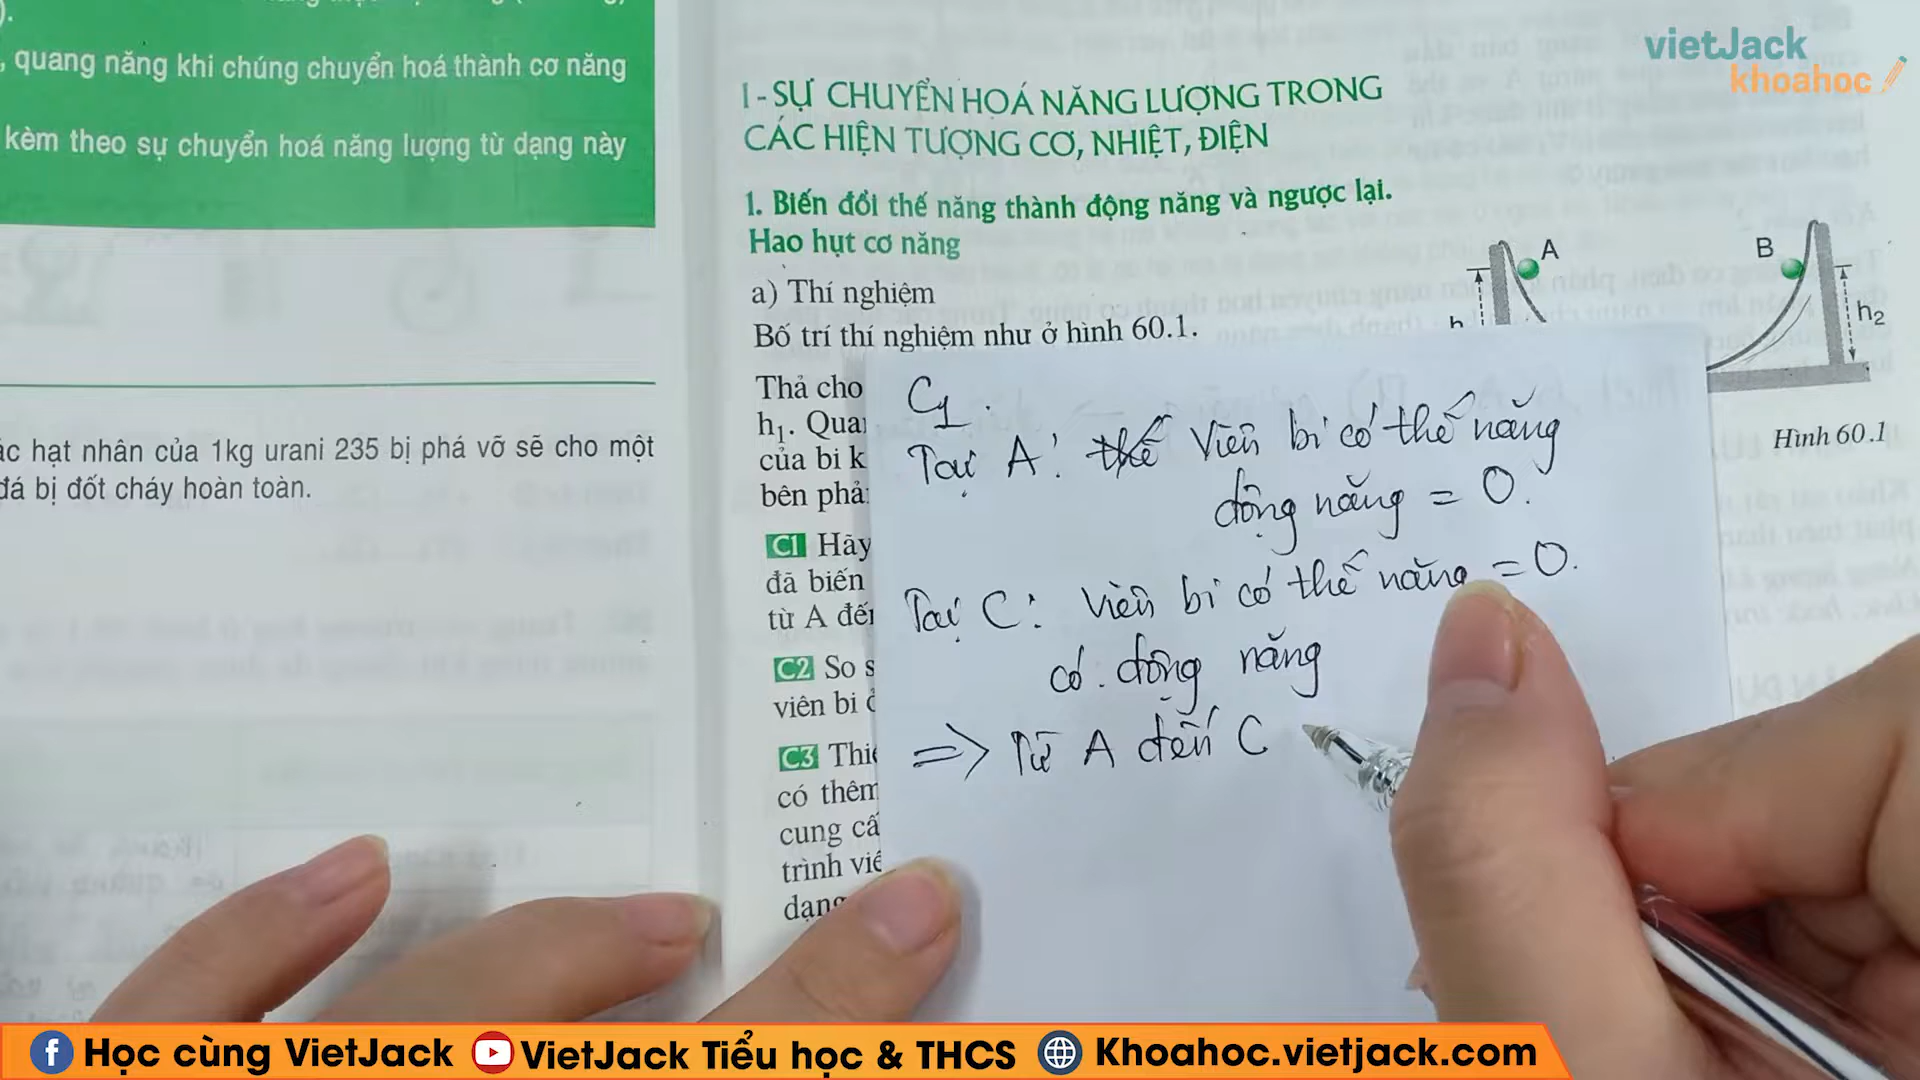 , quang năng khi chúng chuyển hoá thành cơ năng
kèm theo sự chuyển hoá năng lượng từ dạng này
hạt nhân của 1kg urani 235 bị phá vỡ sẽ cho một
đá bị đốt cháy hoàn toàn.
vietJack
khoahoc
I - SỰ CHUYỂN HOÁ NĂNG LƯỢNG TRONG
CÁC HIỆN TƯỢNG CƠ, NHIỆT, ĐIỆN
1. Biến đổi thế năng thành động năng và ngược lại.
Hao hụt cơ năng
a) Thí nghiệm
Bố trí thí nghiệm như ở hình 60.1.
A
B
h₂
Hình 60.1
Thả cho
h₁. Qua
của bi k
bên phả
C1 Hãy
đã biến
từ A đế
C2 So s
viên bi
C3 Thi
có thêm
cung cấ
trình vi
C1.
Tại A: thế Viên bi có thế năng
động năng = 0.
Tại C: Viên bi có thế năng = 0.
có động năng
=> Từ A đến C
Học cùng VietJack
VietJack Tiểu học & THCS
Khoahoc.vietjack.com